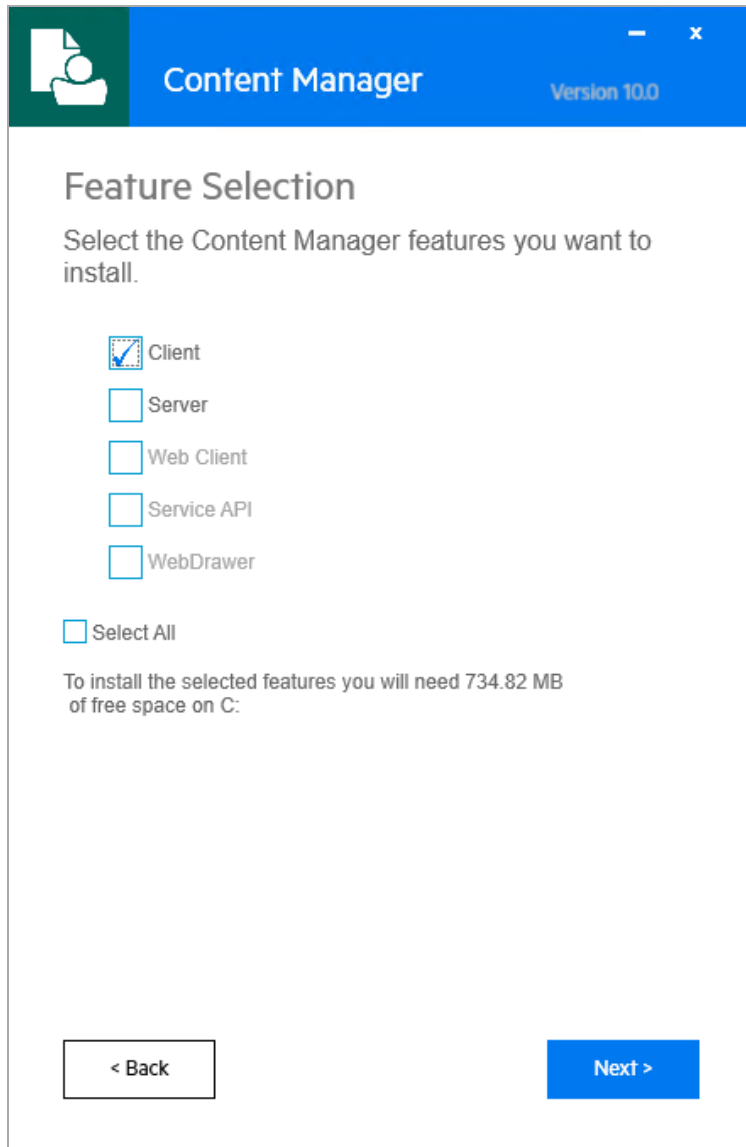 Content Manager
Version 10.0
Feature Selection
Select the Content Manager features you want to
install.
Client
Server
Web Client
Service API
WebDrawer
Select All
To install the selected features you will need 734.82 MB
of free space on C:
< Back
Next >